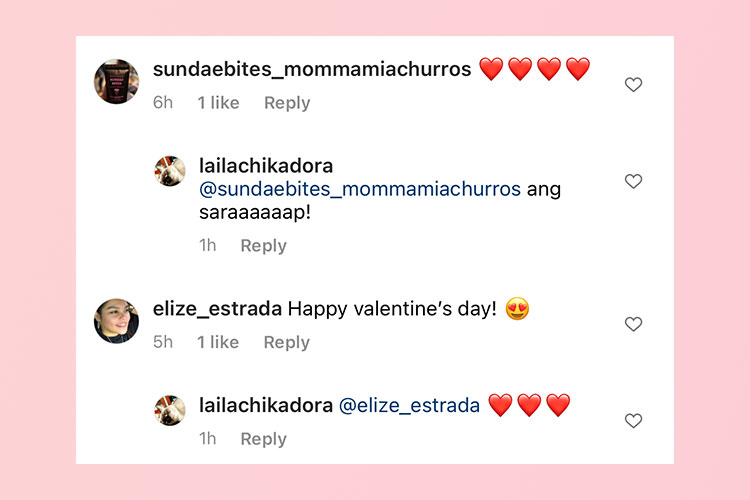 sundaebites_mommamiachurros ❤️❤️❤️❤️
6h 1 like Reply
lailachikadora
@sundaebites_mommamiachurros ang
saraaaaaap!
1h Reply
elize_estrada Happy valentine’s day! 😍
5h 1 like Reply
lailachikadora @elize_estrada ❤️❤️❤️
1h Reply